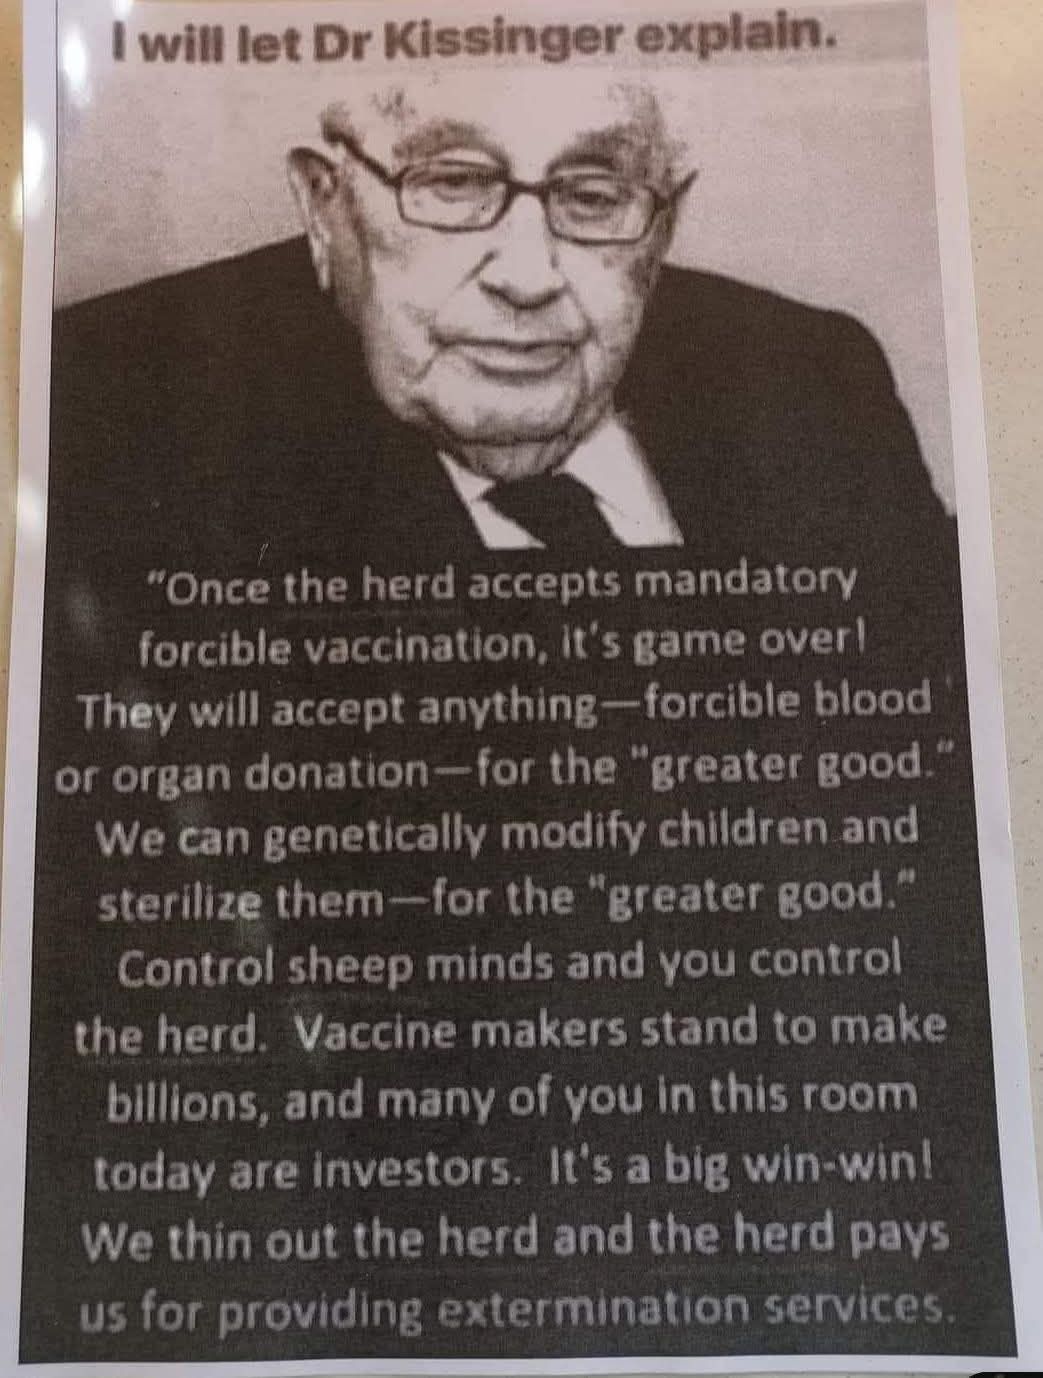 I will let Dr Kissinger explain.
“Once the herd accepts mandatory
forcible vaccination, it's game over!
They will accept anything—forcible blood
or organ donation—for the "greater good."
We can genetically modify children and
sterilize them—for the "greater good."
Control sheep minds and you control
the herd. Vaccine makers stand to make
billions, and many of you in this room
today are investors. It's a big win-win!
We thin out the herd and the herd pays
us for providing extermination services.